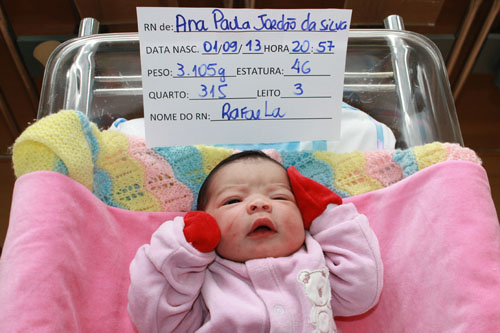 RN de: Ana Paula Jordão da silva
DATA NASC. 01/09/13 HORA 20:57
PESO: 3.105g ESTATURA: 46
QUARTO: 315 LEITO 3
NOME DO RN: Rafaela